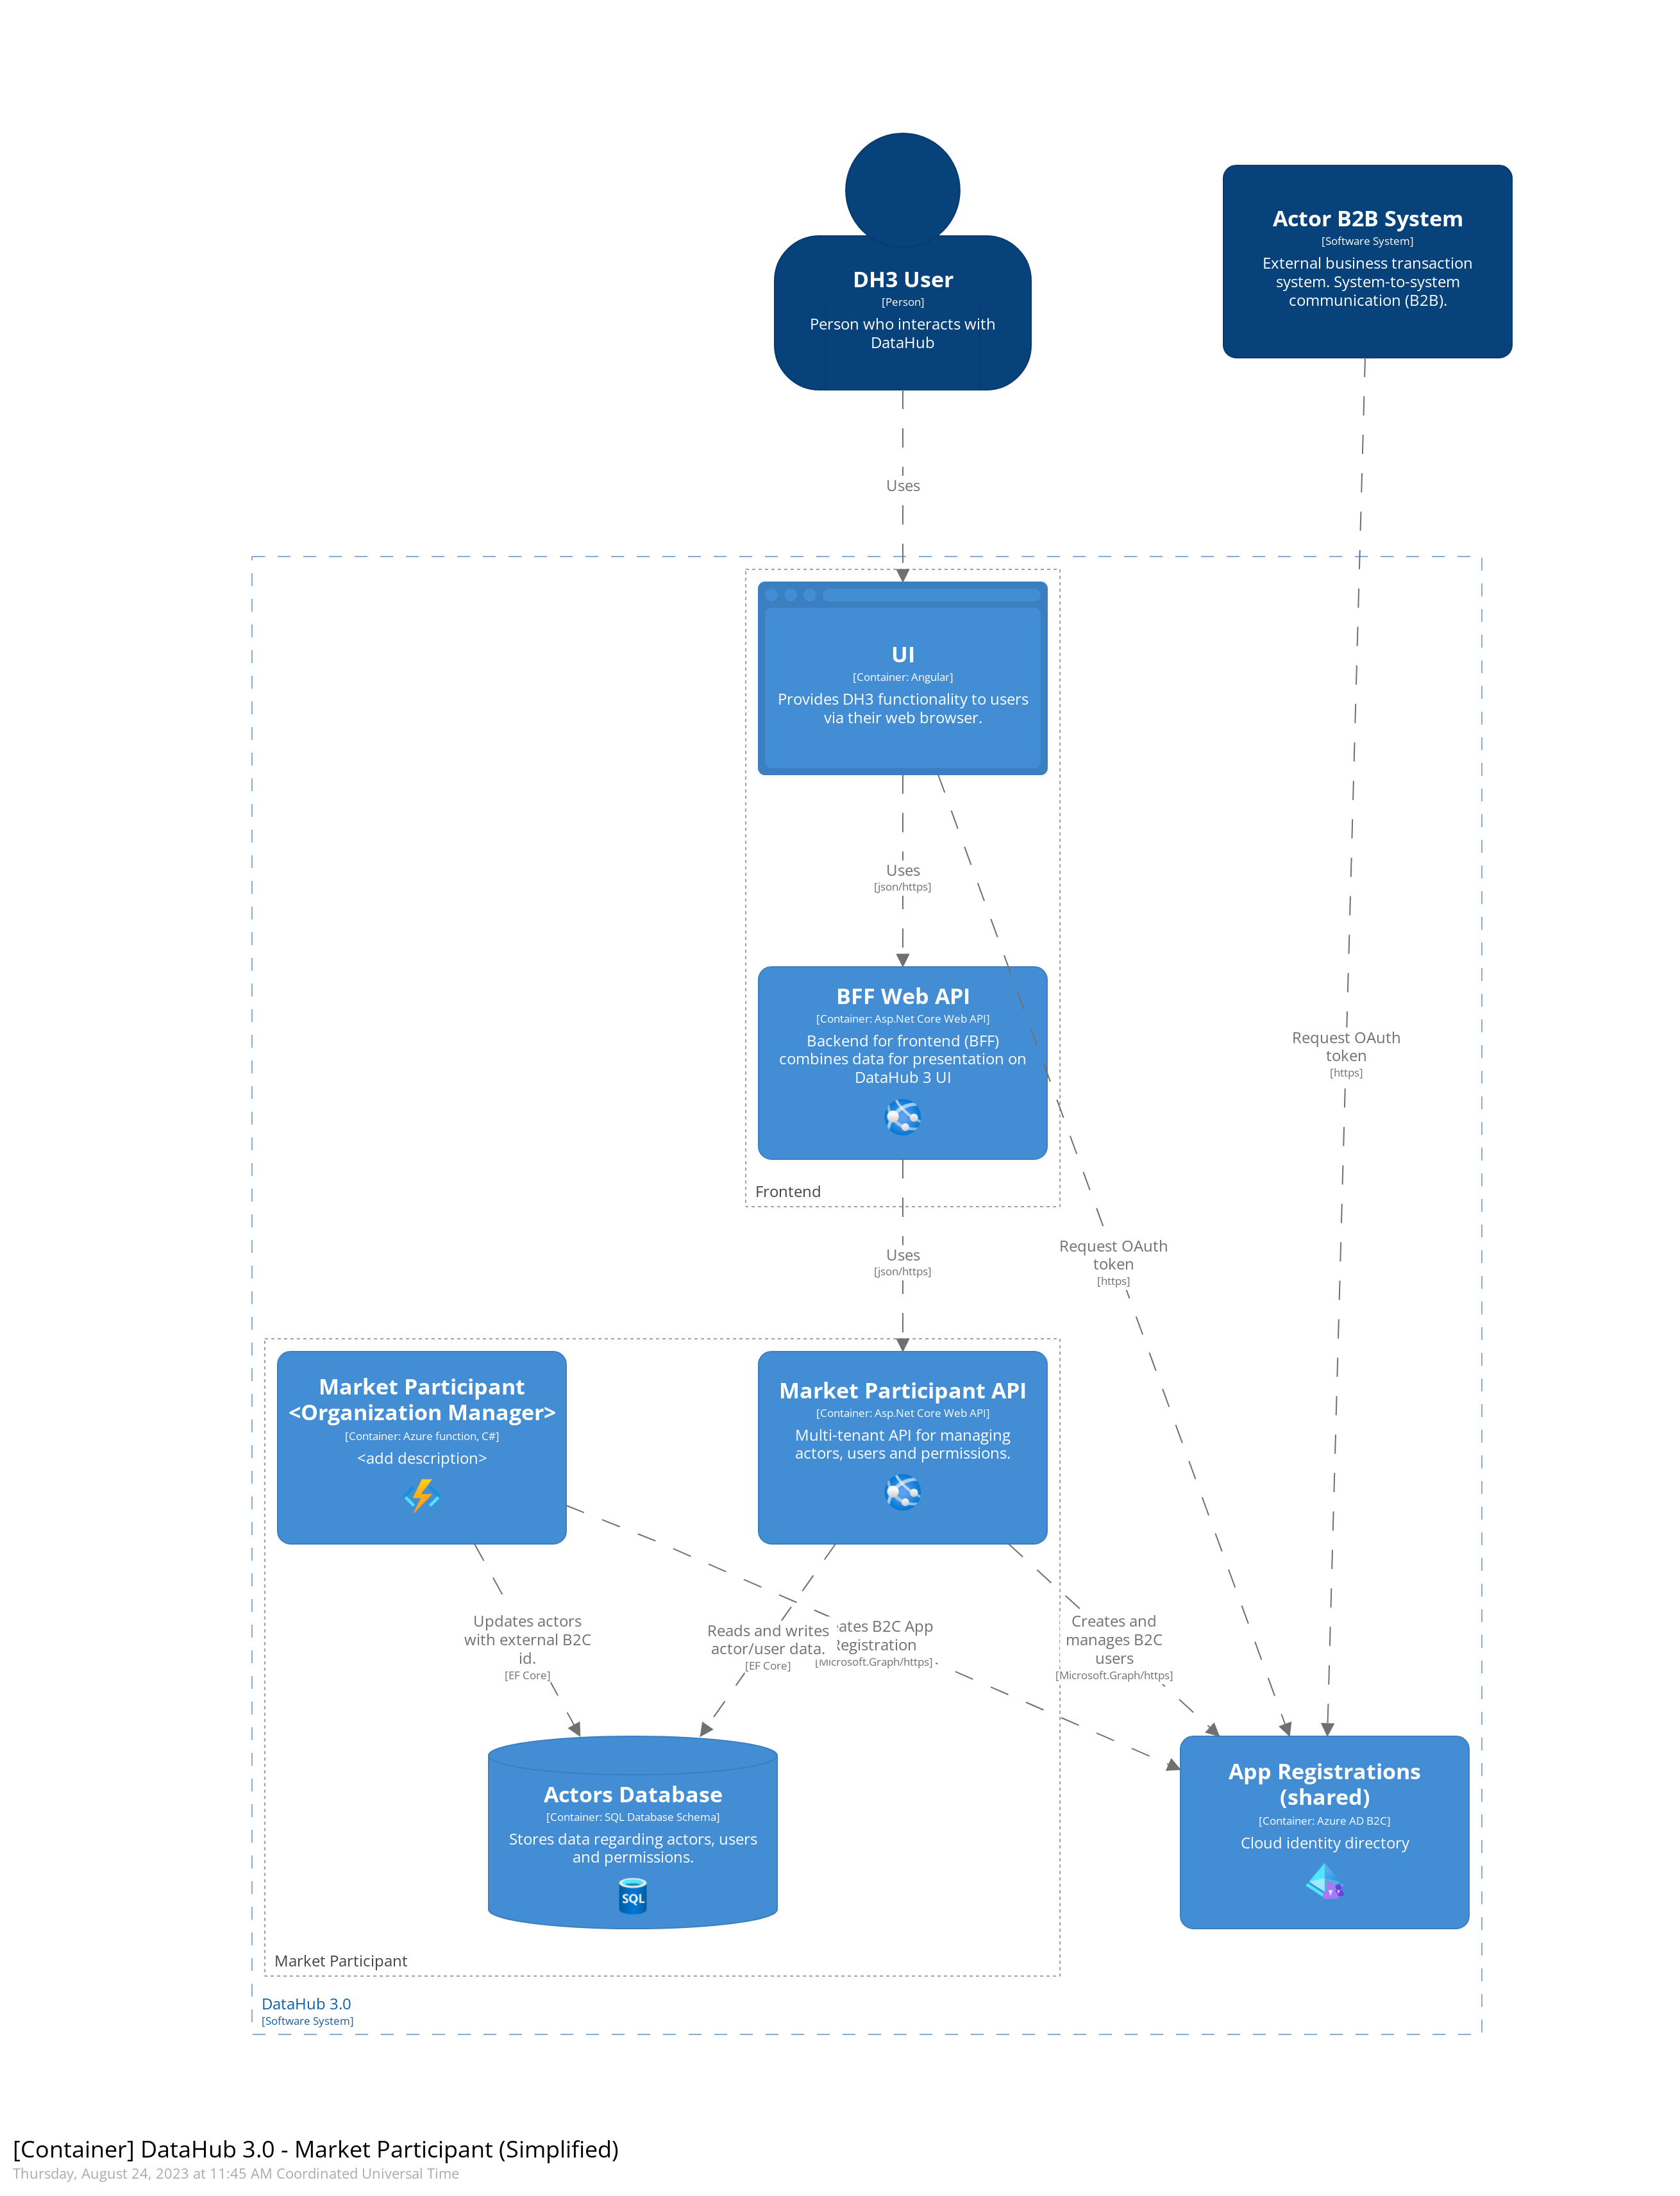 DH3 User
[Person]
Person who interacts with
DataHub
Actor B2B System
[Software System]
External business transaction
system. System-to-system
communication (B2B).
Uses
UI
[Container: Angular]
Provides DH3 functionality to users
via their web browser.
Uses
[json/https]
BFF Web API
[Container: Asp.Net Core Web API]
Backend for frontend (BFF)
combines data for presentation on
DataHub 3 UI
Request OAuth
token
[https]
Frontend
Uses
[json/https]
Request OAuth
token
[https]
Market Participant
<Organization Manager>
[Container: Azure function, C#]
<add description>
Market Participant API
[Container: Asp.Net Core Web API]
Multi-tenant API for managing
actors, users and permissions.
Updates actors
with external B2C
id.
[EF Core]
Reads and writes
actor/user data.
[EF Core]
B2C App
[Microsoft.Graph/https]
Creates and
manages B2C
users
[Microsoft.Graph/https]
Actors Database
[Container: SQL Database Schema]
Stores data regarding actors, users
and permissions.
SQL
App Registrations
(shared)
[Container: Azure AD B2C]
Cloud identity directory
Market Participant
DataHub 3.0
[Software System]
[Container] DataHub 3.0 - Market Participant (Simplified)
Thursday, August 24, 2023 at 11:45 AM Coordinated Universal Time